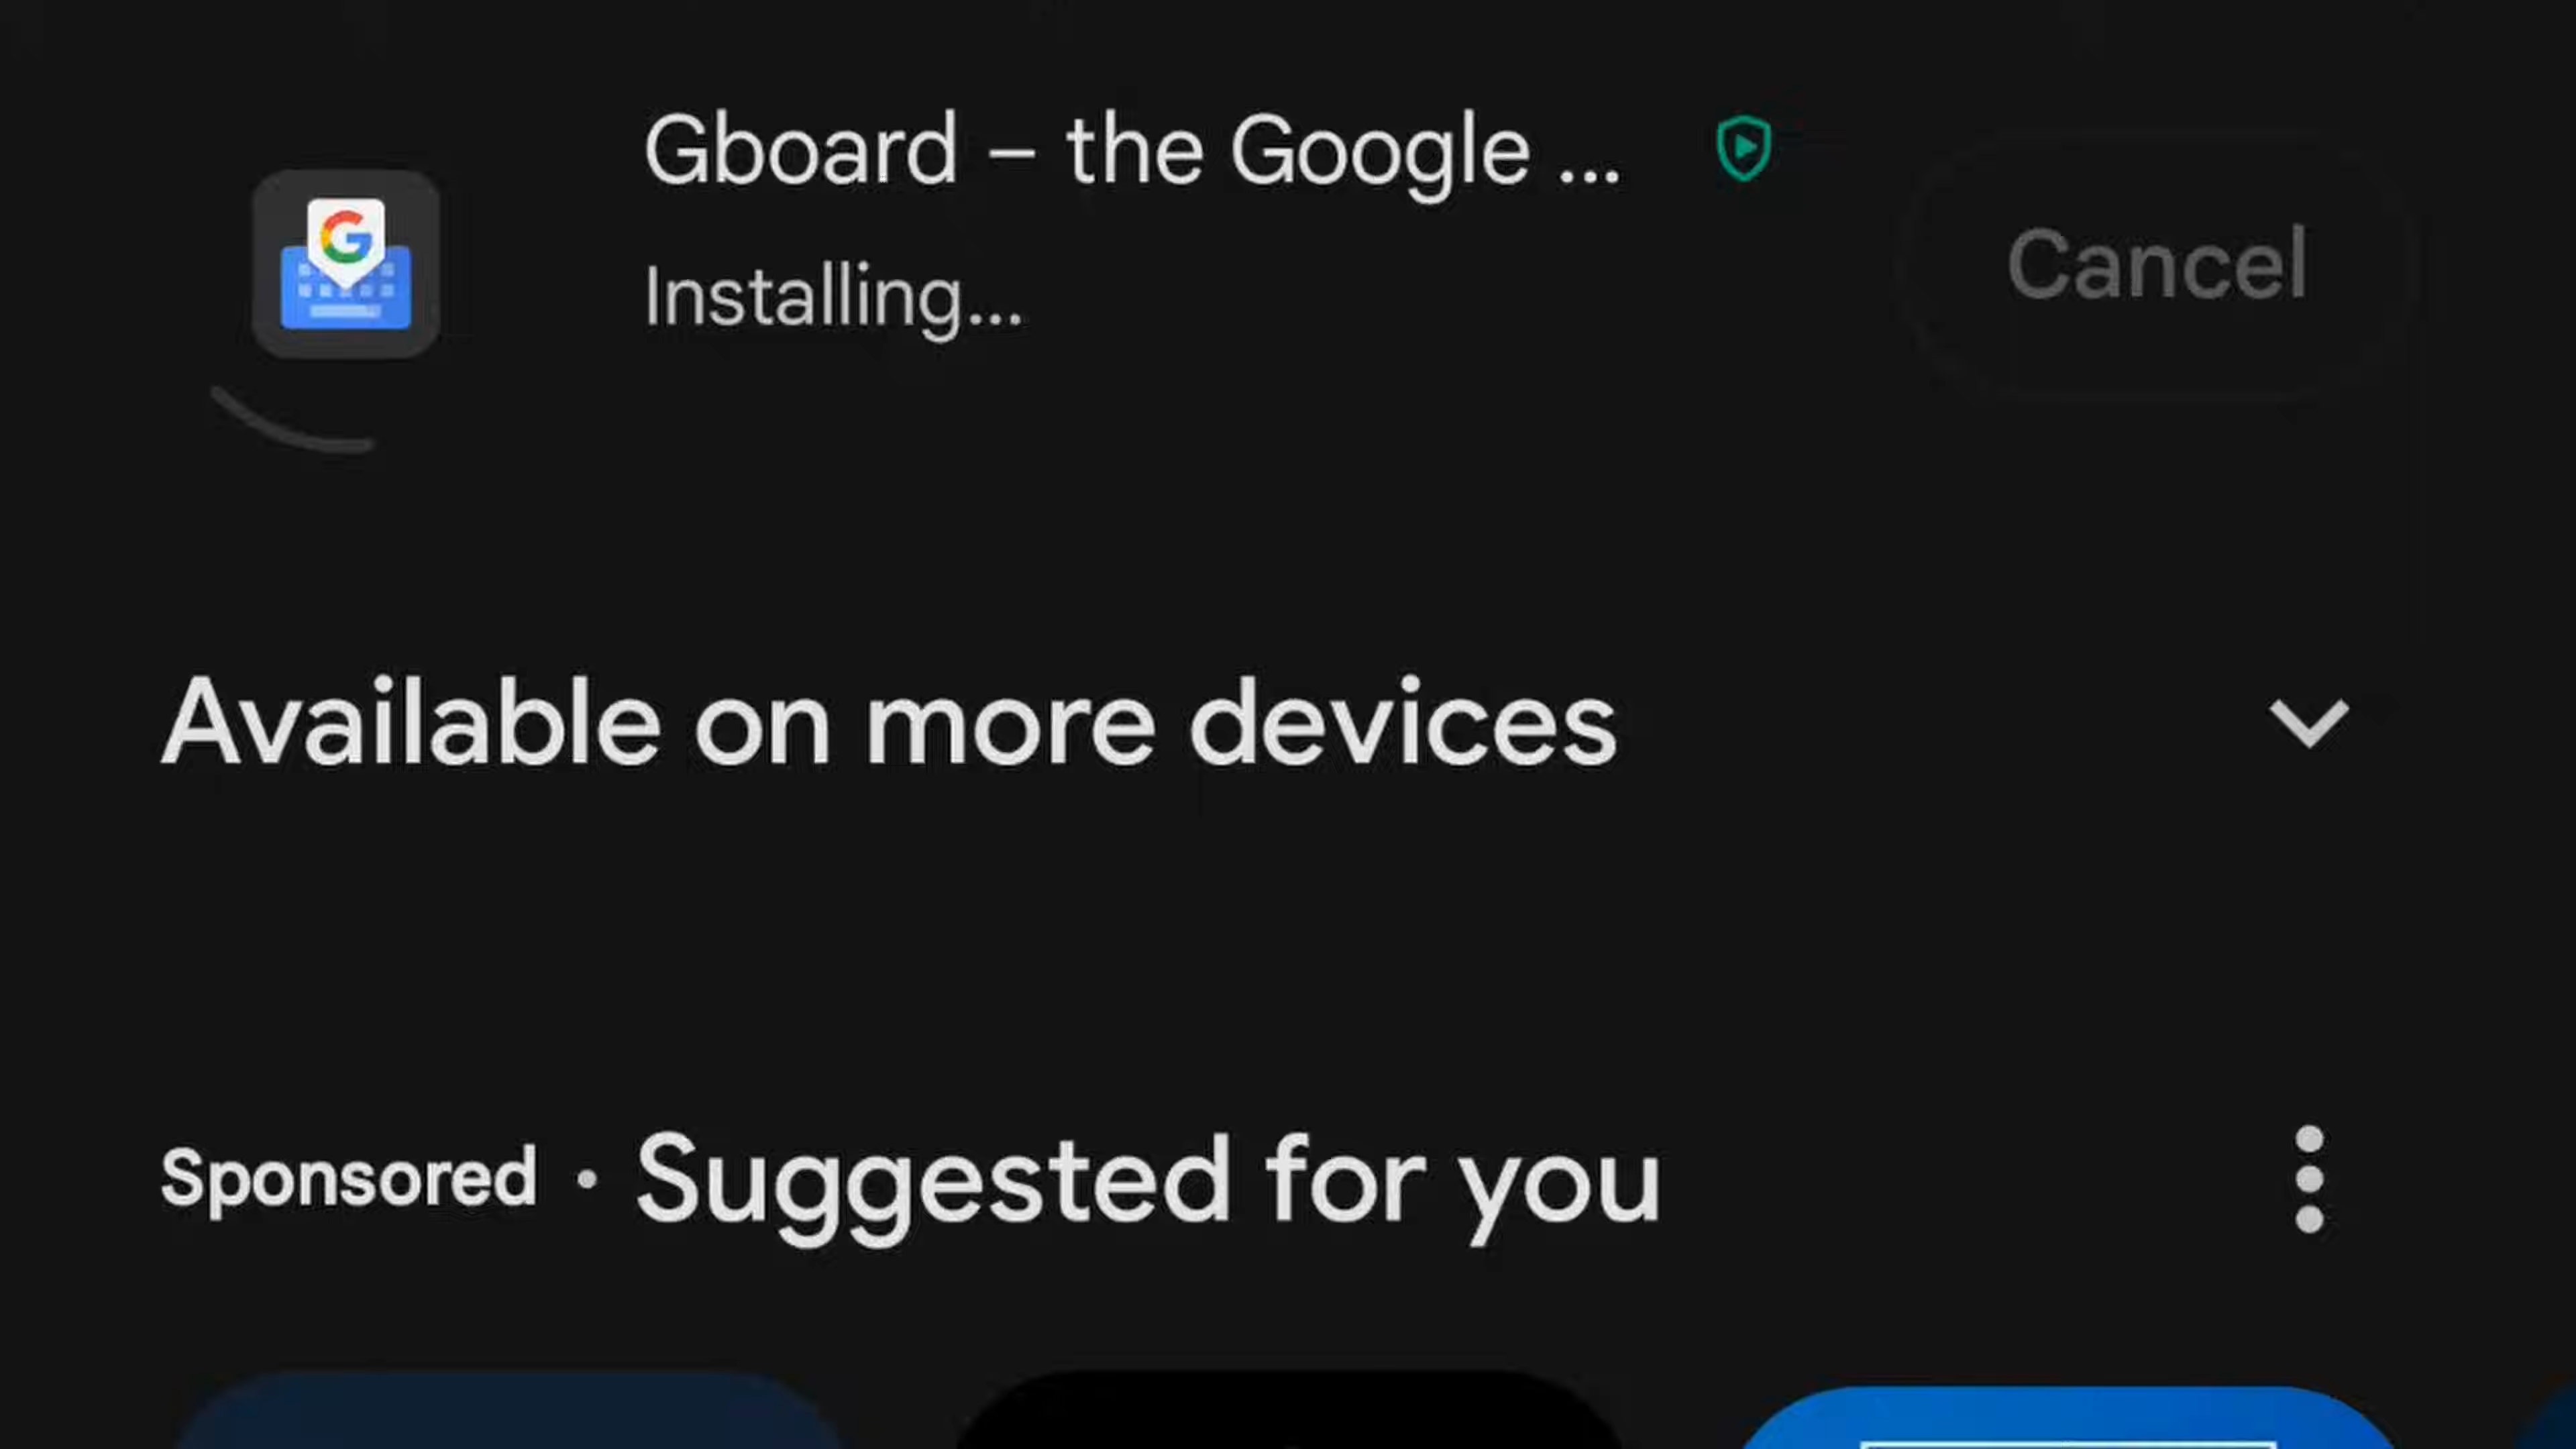 Gboard – the Google ...
Installing...
Cancel
Available on more devices
Sponsored • Suggested for you